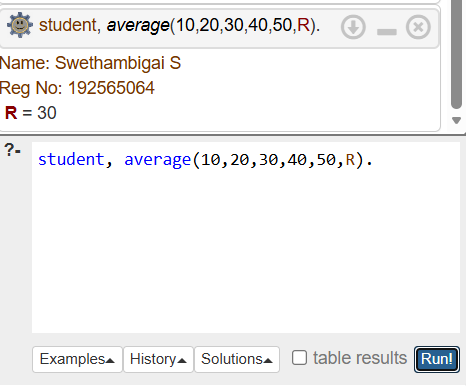 student, average(10,20,30,40,50,R).
Name: Swethambigai S
Reg No: 192565064
R = 30
?- student, average(10,20,30,40,50,R).
Examples History Solutions table results Run!